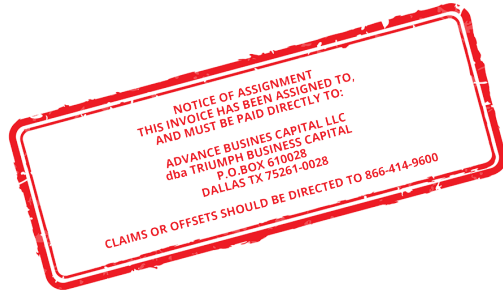 NOTICE OF ASSIGNMENT
THIS INVOICE HAS BEEN ASSIGNED TO,
AND MUST BE PAID DIRECTLY TO:
ADVANCE BUSINES CAPITAL LLC
dba TRIUMPH BUSINESS CAPITAL
P.O.BOX 610028
DALLAS TX 75261-0028
CLAIMS OR OFFSETS SHOULD BE DIRECTED TO 866-414-9600